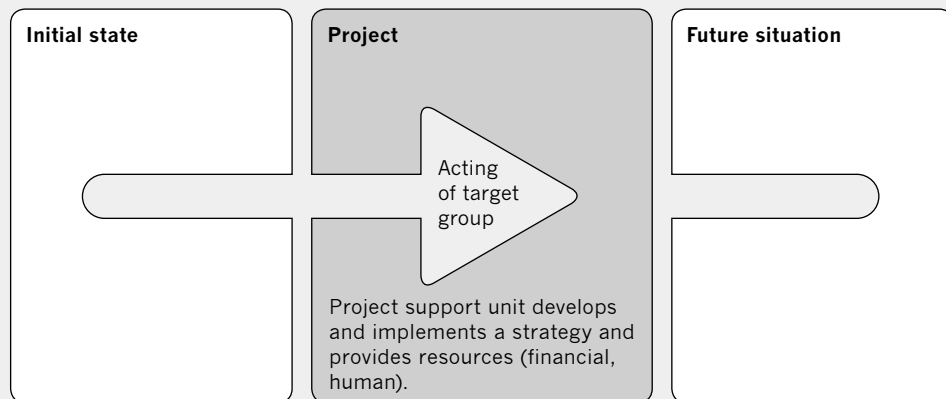 Initial state
Project
Future situation
Acting
of target
group
Project support unit develops
and implements a strategy and
provides resources (financial,
human).